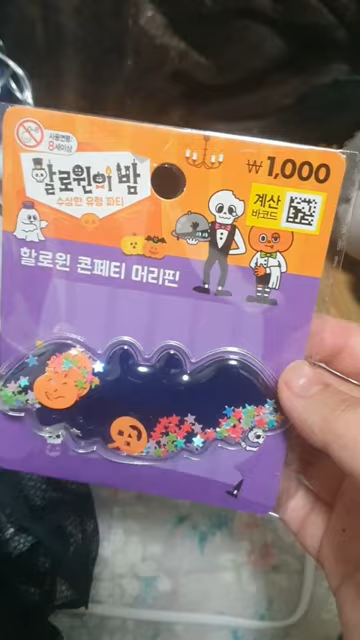 사용연령
8세이상
할로윈의 밤
수상한 유령 파티
₩1,000
계산
바코드
할로윈 콘페티 머리핀